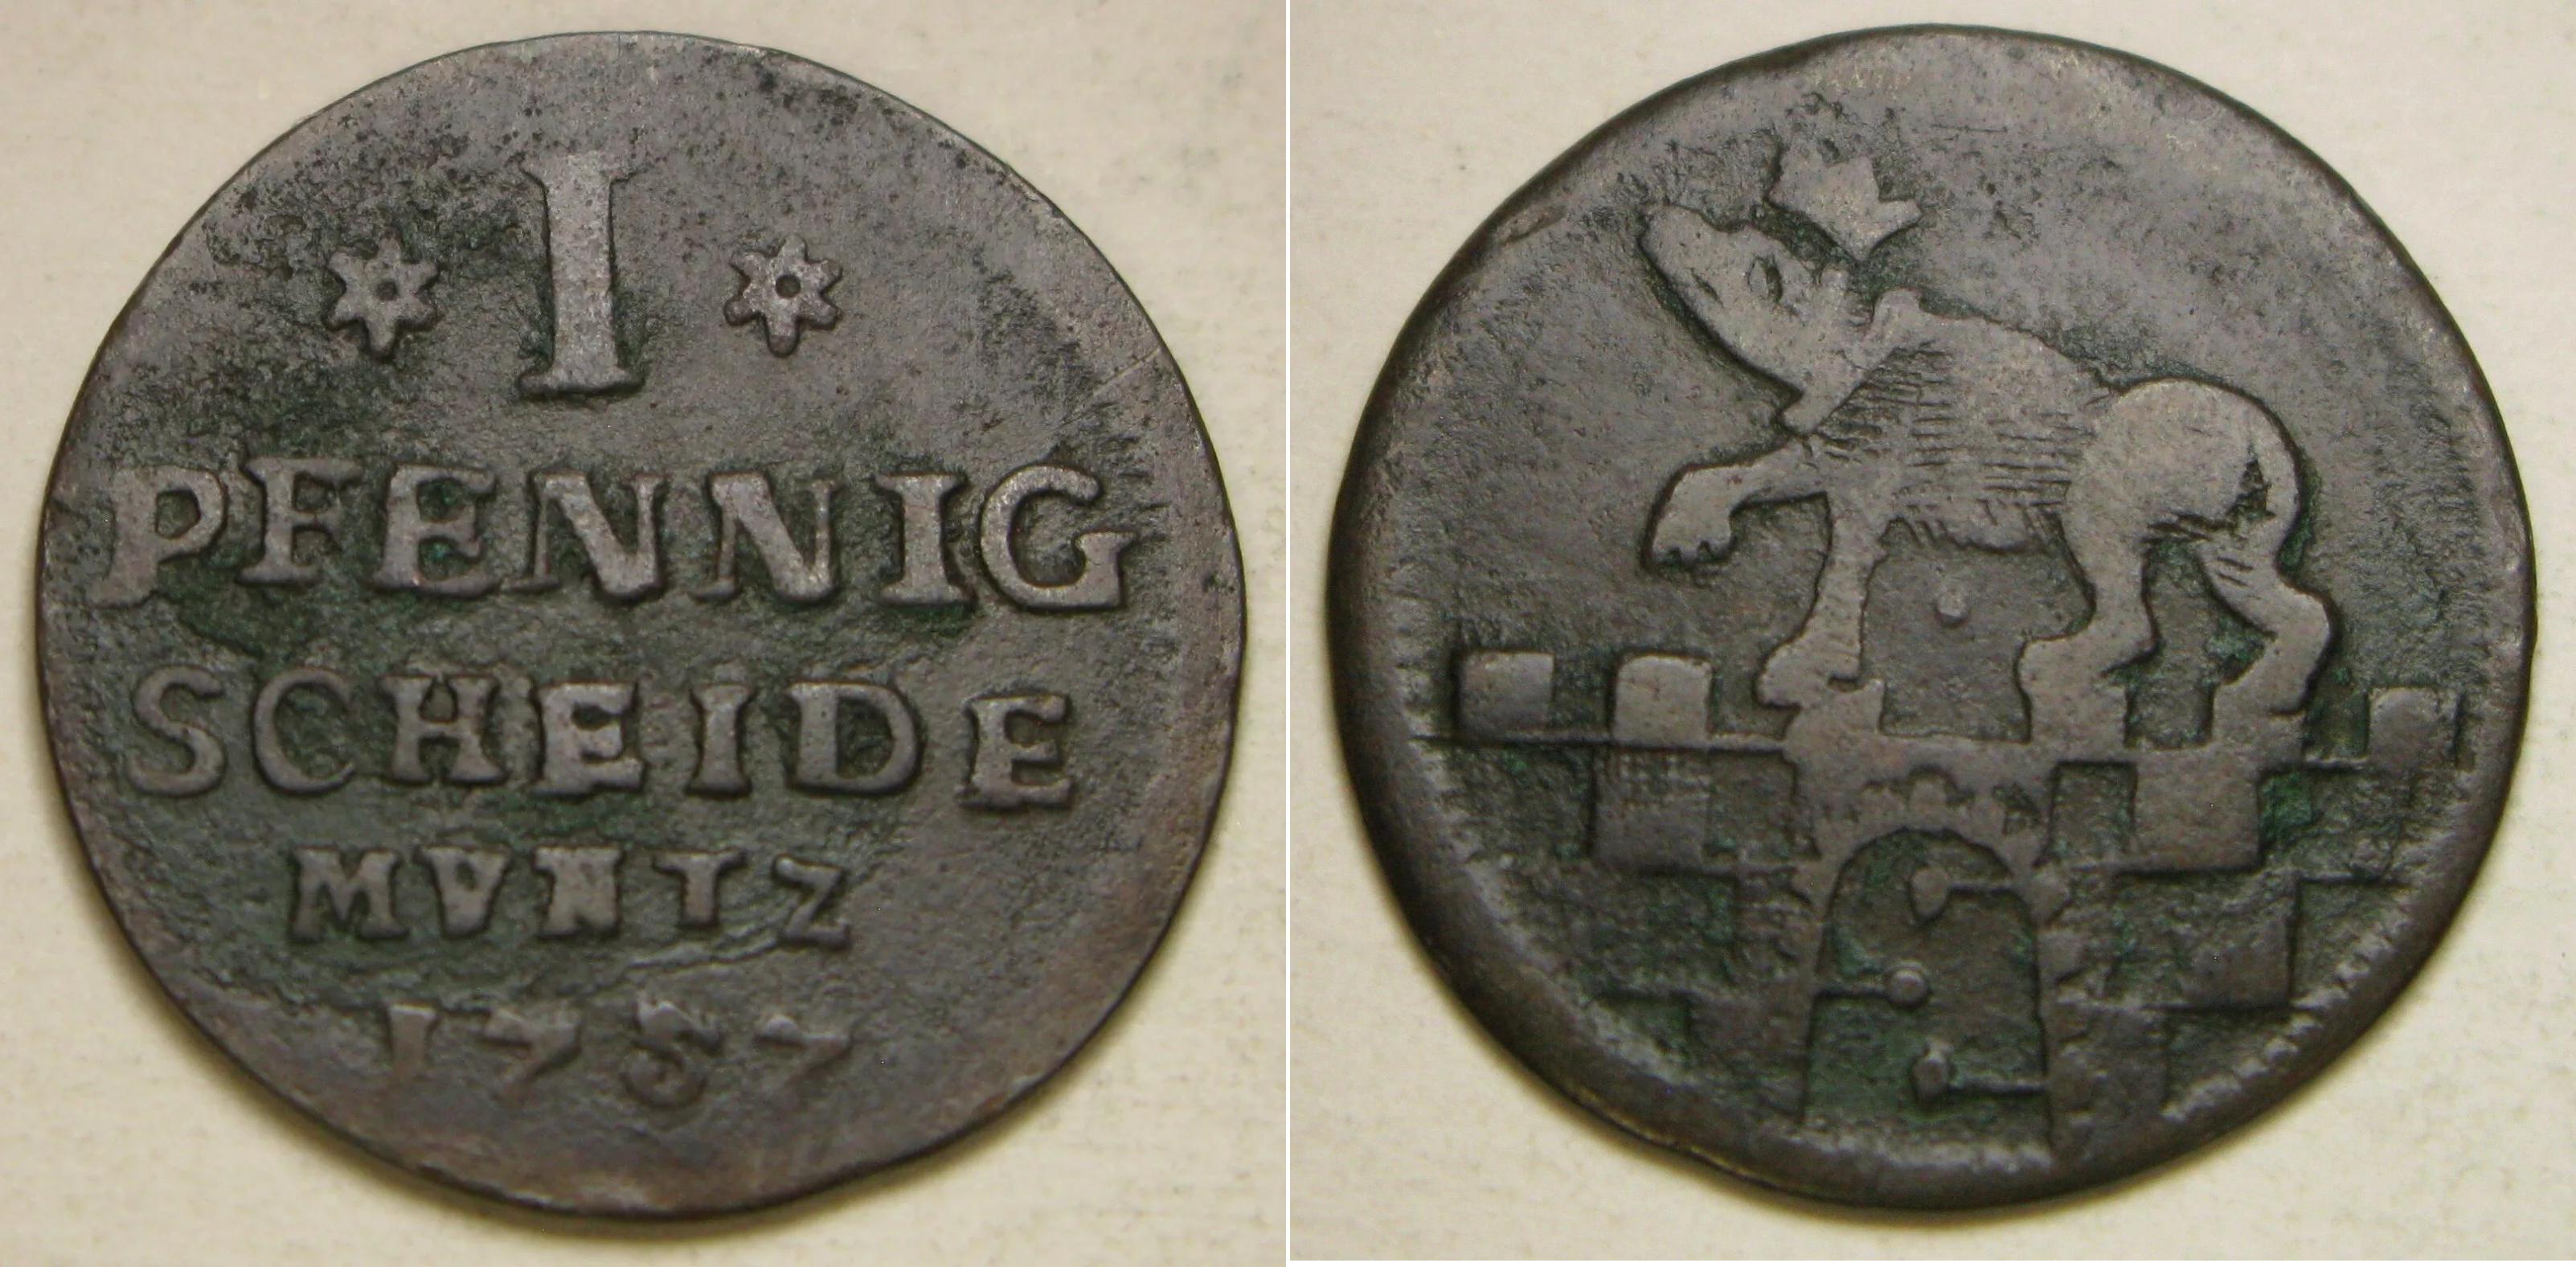 I
PFENNIG
SCHEIDE
MVNTZ
1757